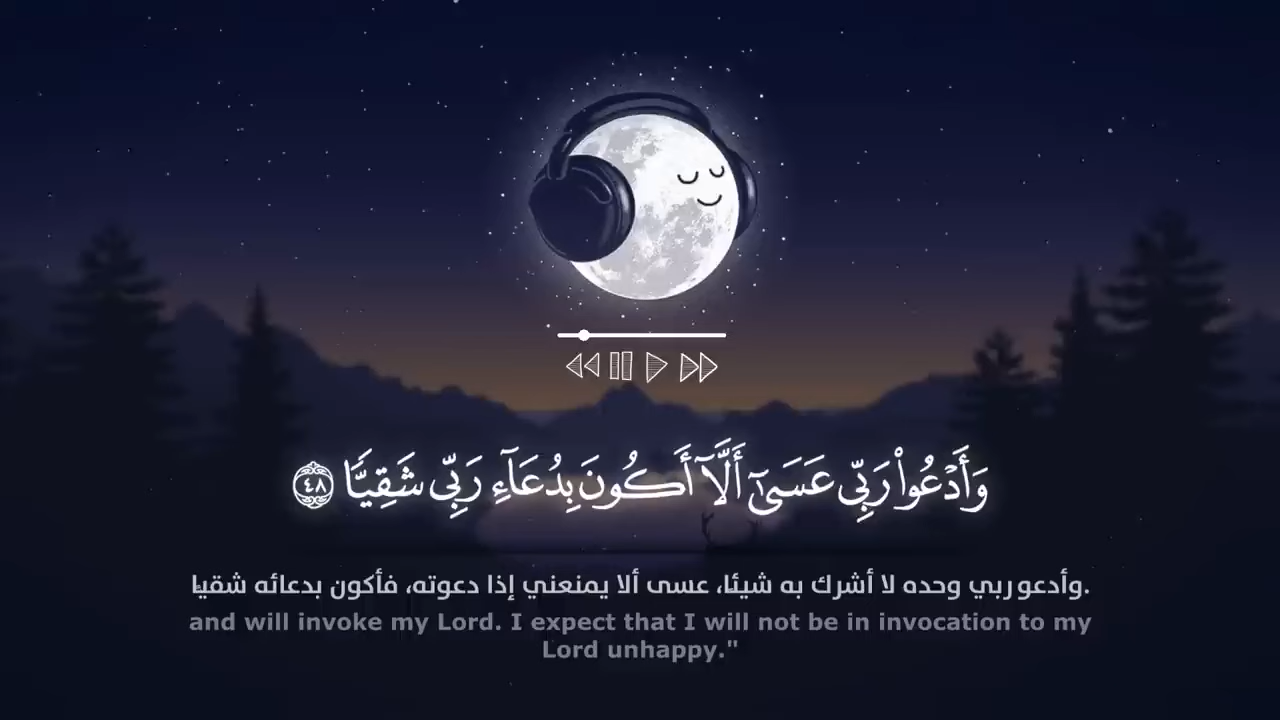 وَأَدْعُوا۟ رَبِّى عَسَىٰٓ أَلَّآ أَكُونَ بِدُعَآءِ رَبِّى شَقِيًّا ٤٨
وأدعو ربي وحده لا أشرك به شيئا، عسى ألا يمنعني إذا دعوته، فأكون بدعائه شقيا.
and will invoke my Lord. I expect that I will not be in invocation to my
Lord unhappy."